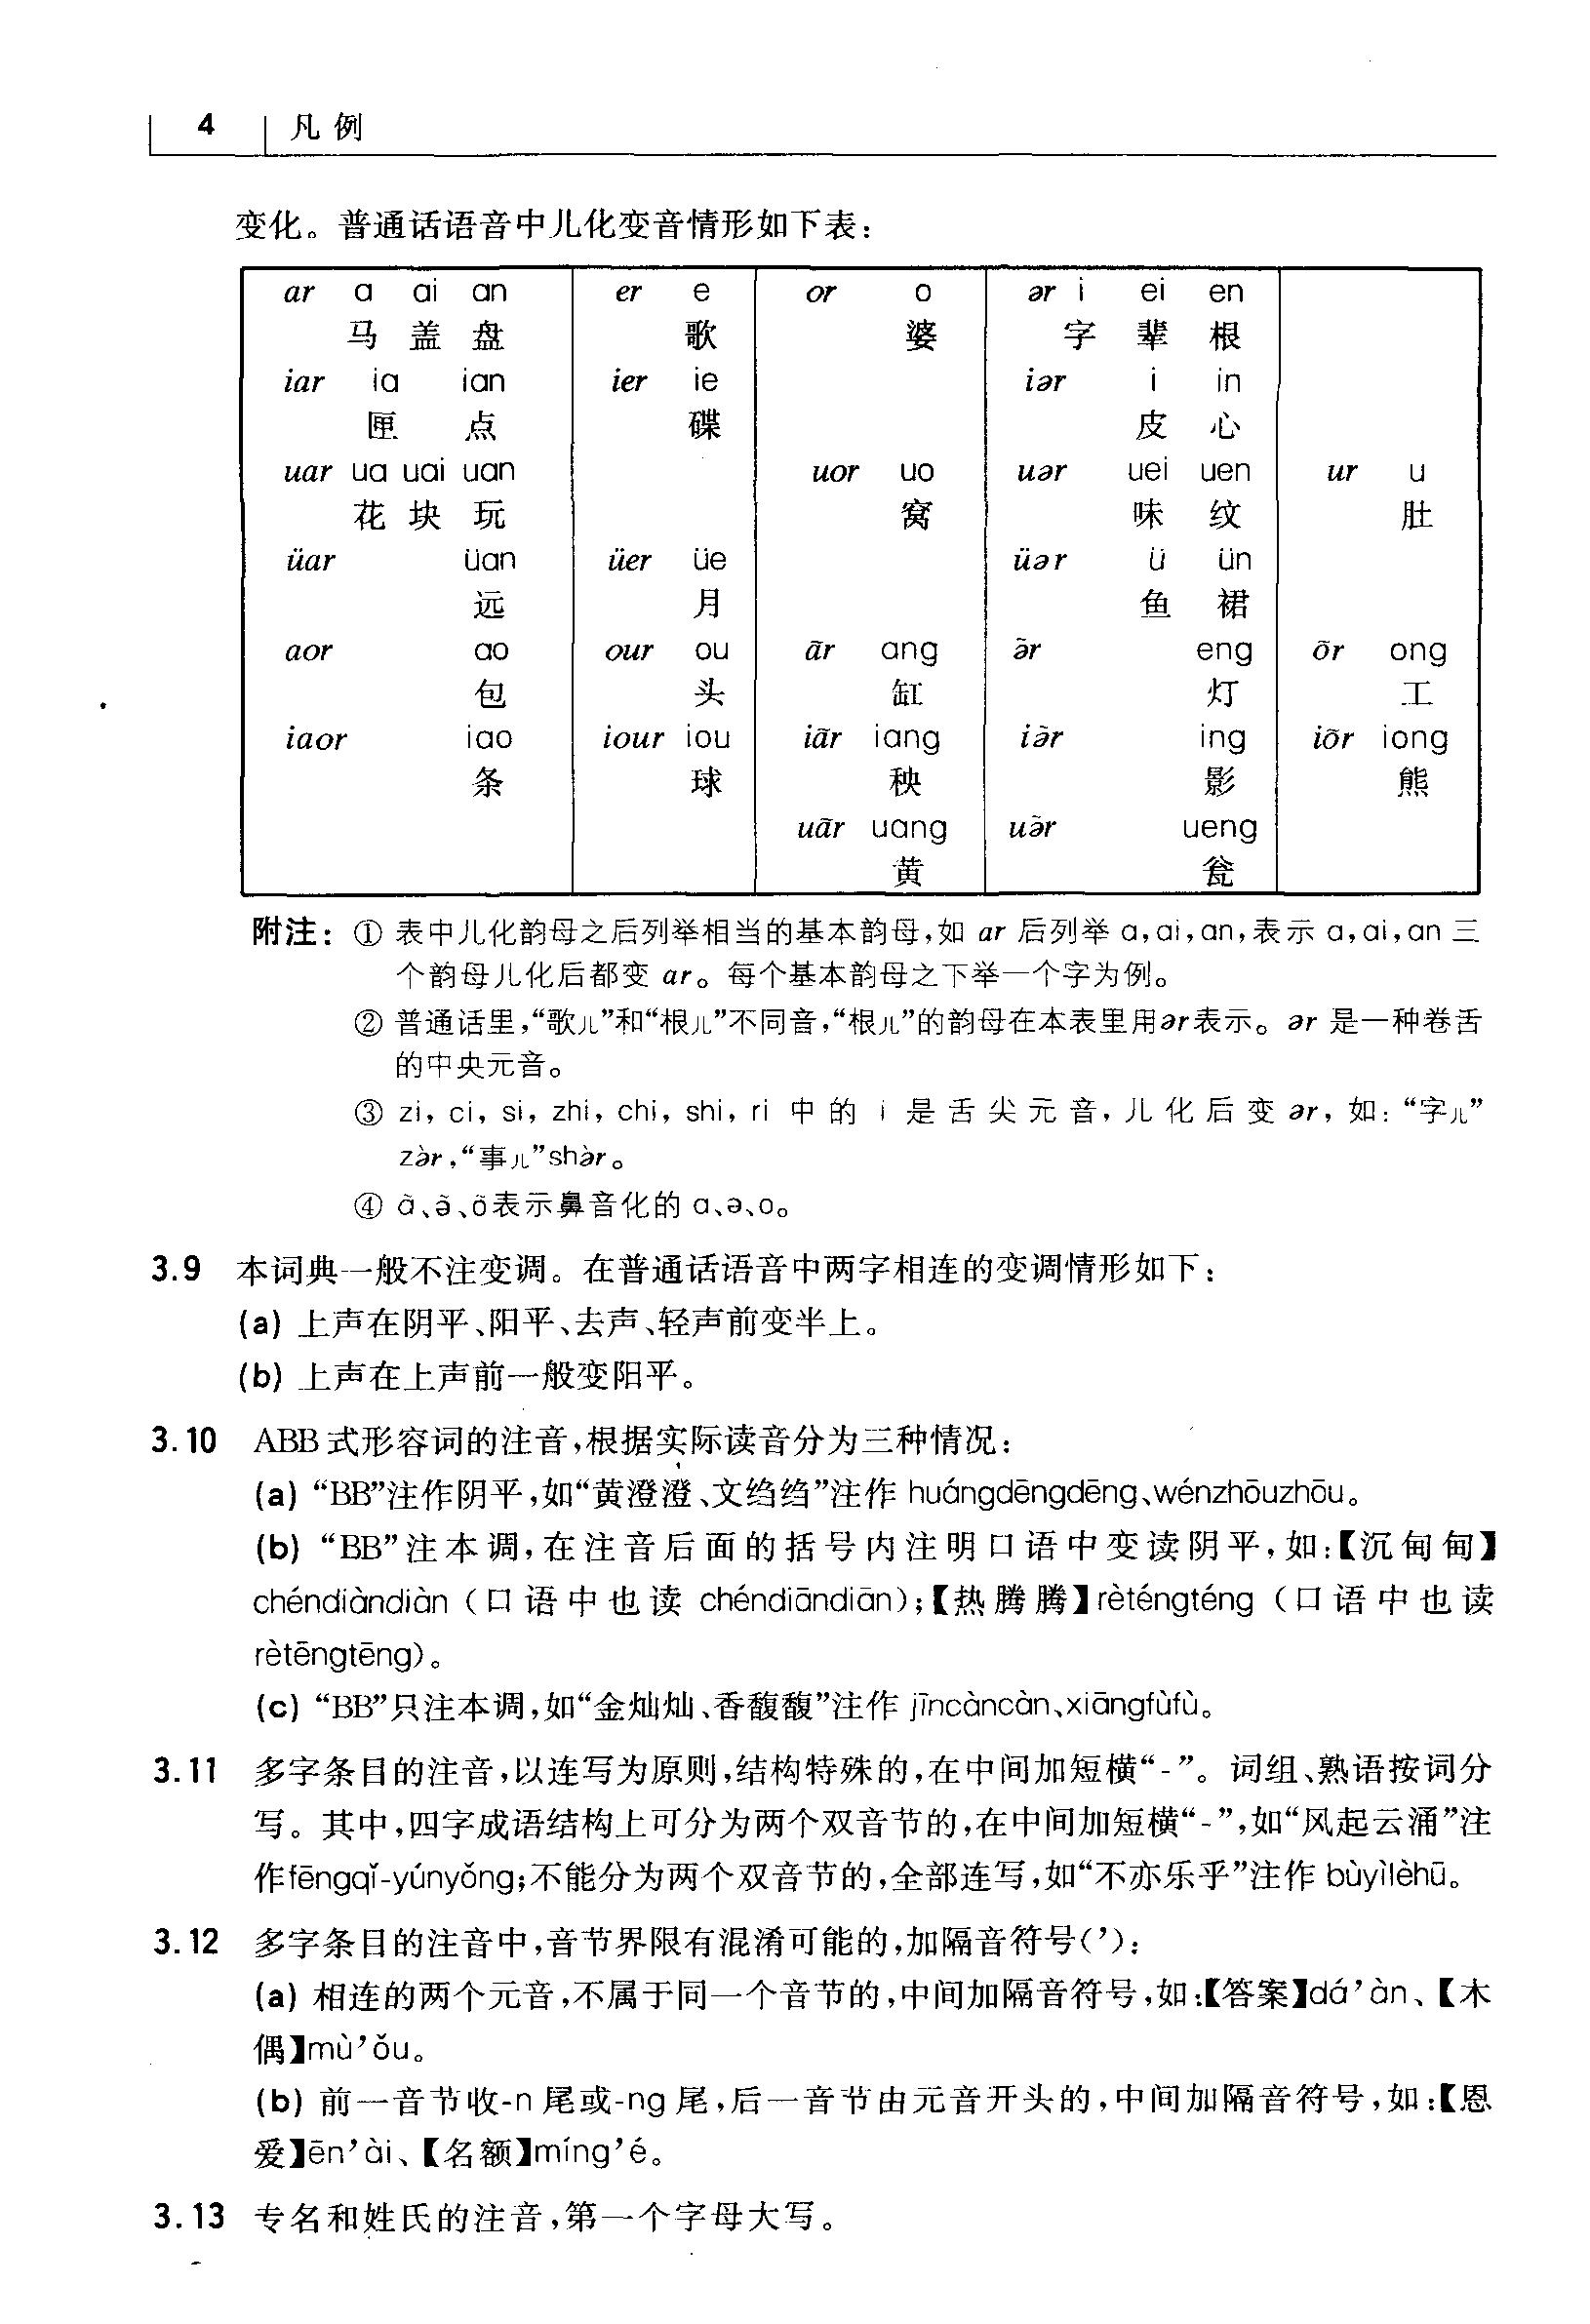 4 凡例
变化。普通话语音中儿化变音情形如下表：
ar a ai an er e or o ər i ei en
马 盖 盘 歌 婆 字 辈 根
iar ia ian ier ie iər i in
匣 点 碟 皮 心
uar ua uai uan uor uo uər uei uen ur u
花 块 玩 窝 味 纹 肚
üar üan üer üe üər ü ün
远 月 鱼 裙
aor ao our ou ãr ang ə̃r eng õr ong
包 头 缸 灯 工
iaor iao iour iou iãr iang iə̃r ing iõr iong
条 球 秧 影 熊
uãr uang uə̃r ueng
黄 瓮
附注：① 表中儿化韵母之后列举相当的基本韵母，如 ar 后列举 a，ai，an，表示 a，ai，an 三
个韵母儿化后都变 ar。每个基本韵母之下举一个字为例。
② 普通话里，“歌儿”和“根儿”不同音，“根儿”的韵母在本表里用ər表示。ər 是一种卷舌
的中央元音。
③ zi，ci，si，zhi，chi，shi，ri 中的 i 是舌尖元音，儿化后变 ər，如：“字儿”
zə̀r，“事儿”shə̀r。
④ ã、ə̃、õ表示鼻音化的 a、ə、o。
3.9 本词典一般不注变调。在普通话语音中两字相连的变调情形如下：
(a) 上声在阴平、阳平、去声、轻声前变半上。
(b) 上声在上声前一般变阳平。
3.10 ABB 式形容词的注音，根据实际读音分为三种情况：
(a) “BB”注作阴平，如“黄澄澄、文绉绉”注作 huángdēngdēng、wénzhōuzhōu。
(b) “BB”注本调，在注音后面的括号内注明口语中变读阴平，如：【沉甸甸】
chéndiàndiàn（口语中也读 chéndiāndiān）；【热腾腾】rèténgténg（口语中也读
rètēngtēng）。
(c) “BB”只注本调，如“金灿灿、香馥馥”注作 jīncàncàn、xiāngfùfù。
3.11 多字条目的注音，以连写为原则，结构特殊的，在中间加短横“-”。词组、熟语按词分
写。其中，四字成语结构上可分为两个双音节的，在中间加短横“-”，如“风起云涌”注
作fēngqǐ-yúnyǒng；不能分为两个双音节的，全部连写，如“不亦乐乎”注作 bùyìlèhū。
3.12 多字条目的注音中，音节界限有混淆可能的，加隔音符号（’）：
(a) 相连的两个元音，不属于同一个音节的，中间加隔音符号，如：【答案】dá’àn、【木
偶】mù’ǒu。
(b) 前一音节收-n 尾或-ng 尾，后一音节由元音开头的，中间加隔音符号，如：【恩
爱】ēn’ài、【名额】míng’é。
3.13 专名和姓氏的注音，第一个字母大写。